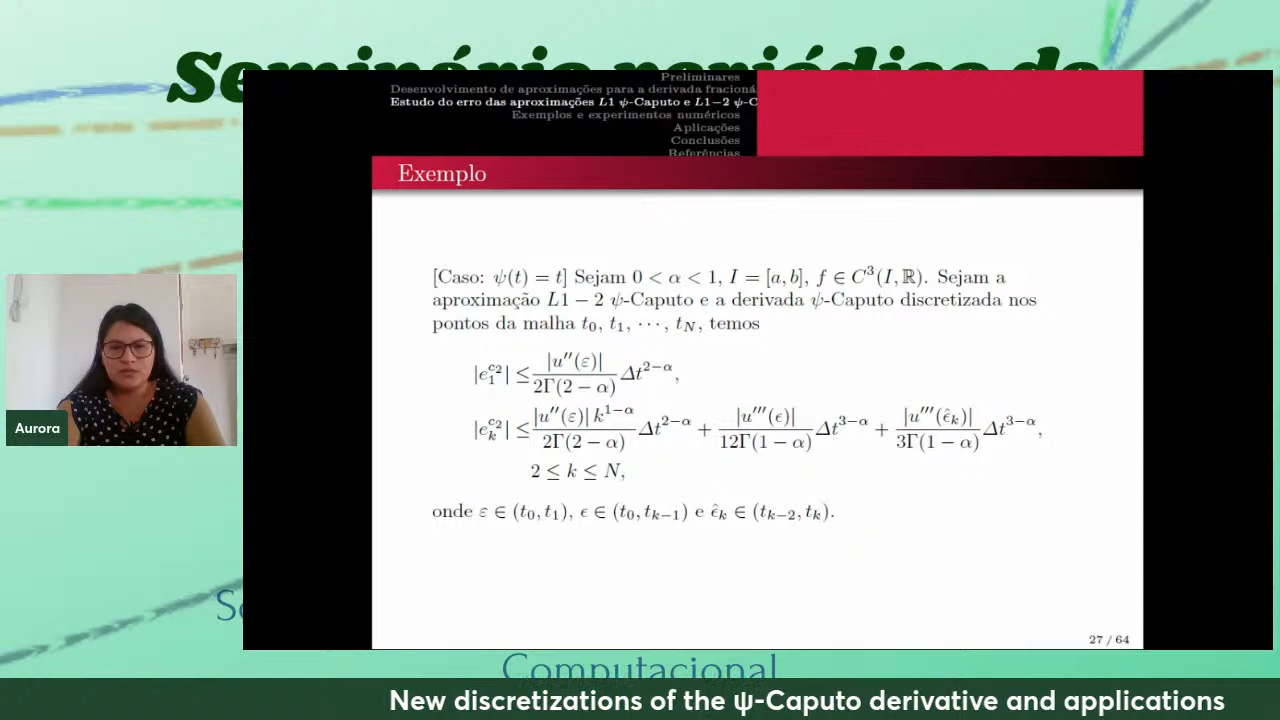 Seminário periódico de
Preliminares
Desenvolvimento de aproximações para a derivada fracioná
Estudo do erro das aproximações L1 ψ-Caputo e L1−2 ψ-C
Exemplos e experimentos numéricos
Aplicações
Conclusões
Referências
Exemplo
[Caso: ψ(t) = t] Sejam 0 < α < 1, I = [a, b], f ∈ C³(I, ℝ). Sejam a
aproximação L1 − 2 ψ-Caputo e a derivada ψ-Caputo discretizada nos
pontos da malha t₀, t₁, ⋯, t_N, temos
|e₁^{c₂}| ≤ |u′′(ε)| / 2Γ(2 − α) Δt^{2−α},
|e_k^{c₂}| ≤ |u′′(ε)| k^{1−α} / 2Γ(2 − α) Δt^{2−α} + |u′′′(ϵ)| / 12Γ(1 − α) Δt^{3−α} + |u′′′(ϵ̂_k)| / 3Γ(1 − α) Δt^{3−α},
2 ≤ k ≤ N,
onde ε ∈ (t₀, t₁), ϵ ∈ (t₀, t_{k−1}) e ϵ̂_k ∈ (t_{k−2}, t_k).
27 / 64
Aurora
Computacional
New discretizations of the ψ-Caputo derivative and applications